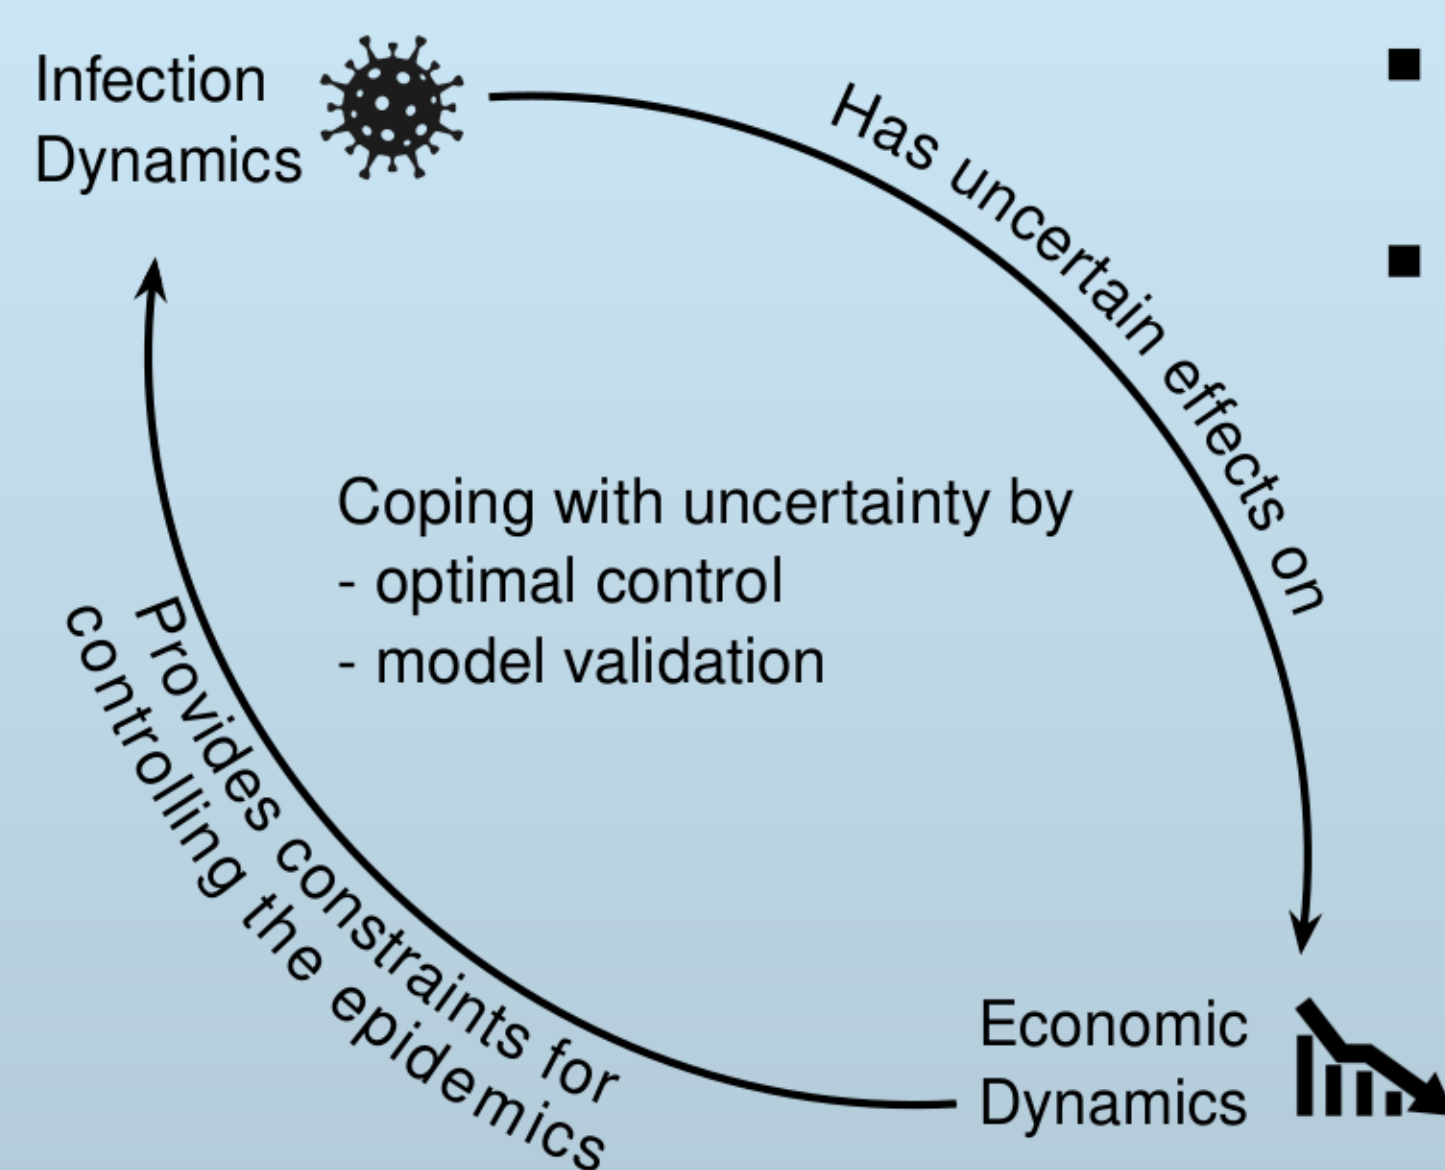 Infection
Dynamics
Has uncertain effects on
Coping with uncertainty by
- optimal control
- model validation
Provides constraints for
controlling the epidemics
Economic
Dynamics